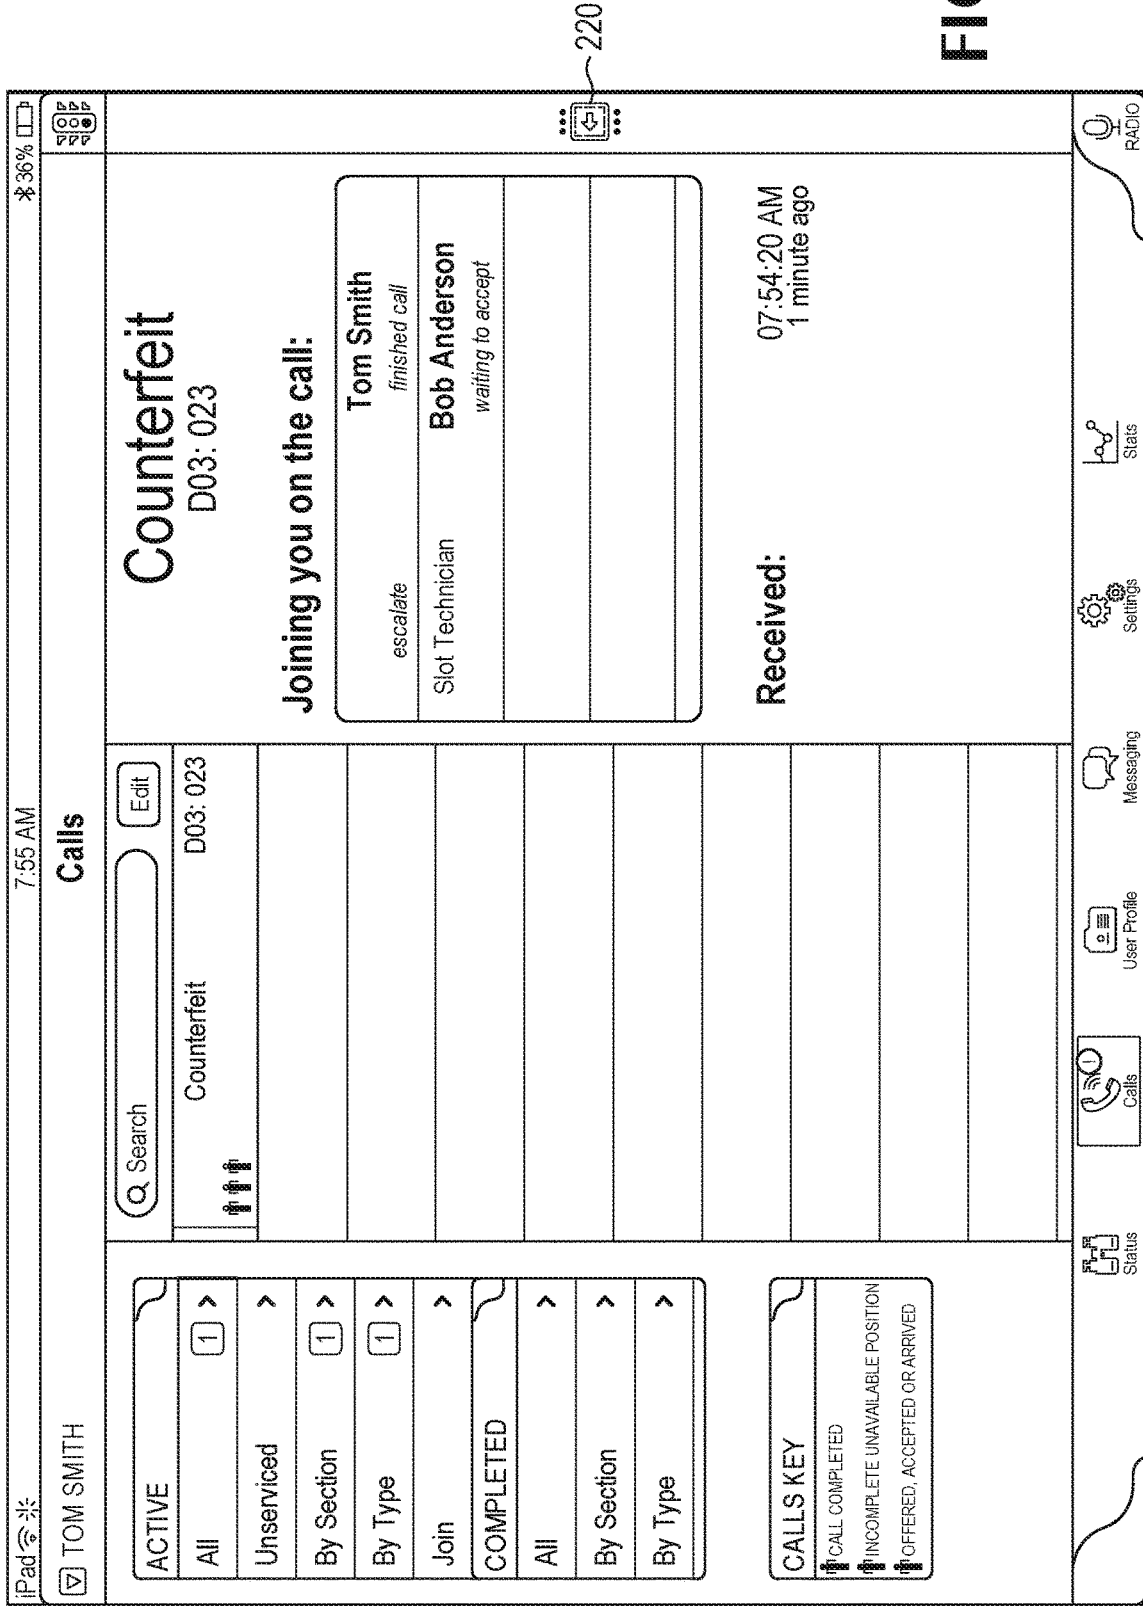 iPad 7:55 AM 36%
TOM SMITH Calls
ACTIVE
All 1 >
Unserviced >
By Section 1 >
By Type 1 >
Join >
COMPLETED
All >
By Section >
By Type >
CALLS KEY
CALL COMPLETED
INCOMPLETE UNAVAILABLE POSITION
OFFERED, ACCEPTED OR ARRIVED
Search Edit
Counterfeit D03: 023
Counterfeit
D03: 023
Joining you on the call:
Tom Smith
escalate finished call
Slot Technician Bob Anderson
waiting to accept
Received: 07:54:20 AM
1 minute ago
220
Status
Calls
User Profile
Messaging
Settings
Stats
RADIO